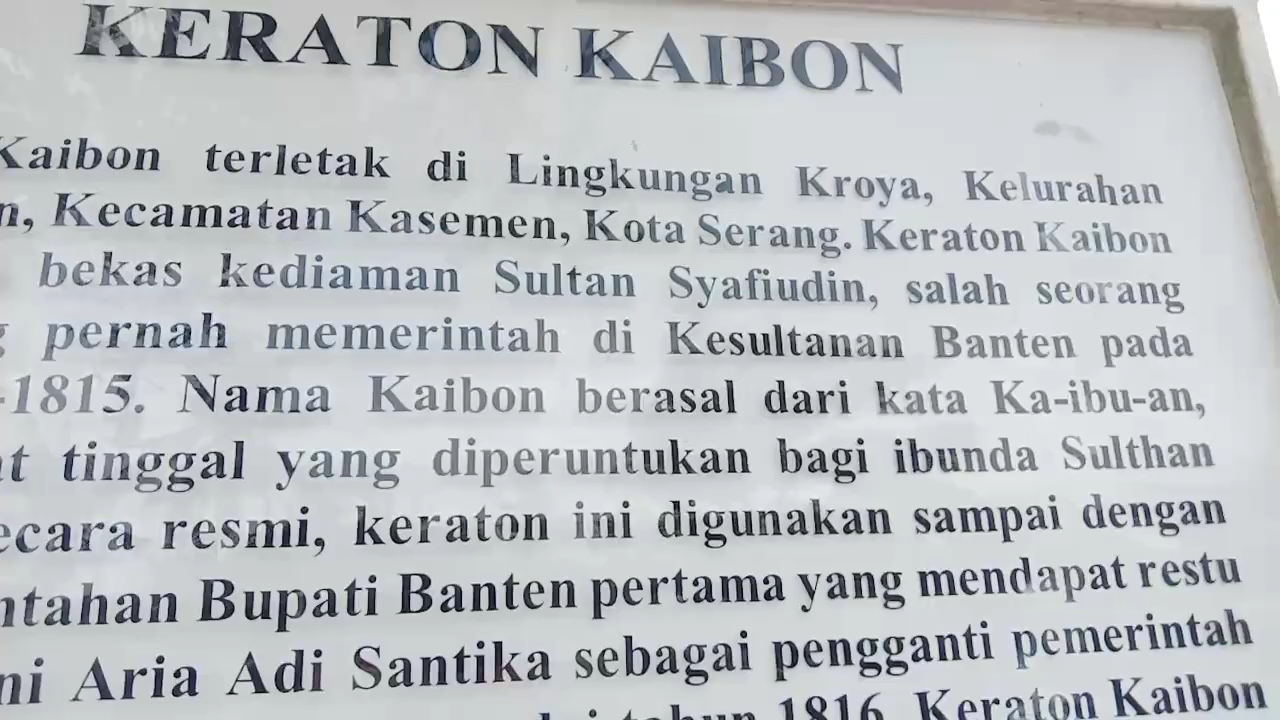 KERATON KAIBON
Kaibon terletak di Lingkungan Kroya, Kelurahan
n, Kecamatan Kasemen, Kota Serang. Keraton Kaibon
bekas kediaman Sultan Syafiudin, salah seorang
pernah memerintah di Kesultanan Banten pada
-1815. Nama Kaibon berasal dari kata Ka-ibu-an,
tinggal yang diperuntukan bagi ibunda Sulthan
ecara resmi, keraton ini digunakan sampai dengan
ntahan Bupati Banten pertama yang mendapat restu
ni Aria Adi Santika sebagai pengganti pemerintah
tahun 1816. Keraton Kaibon